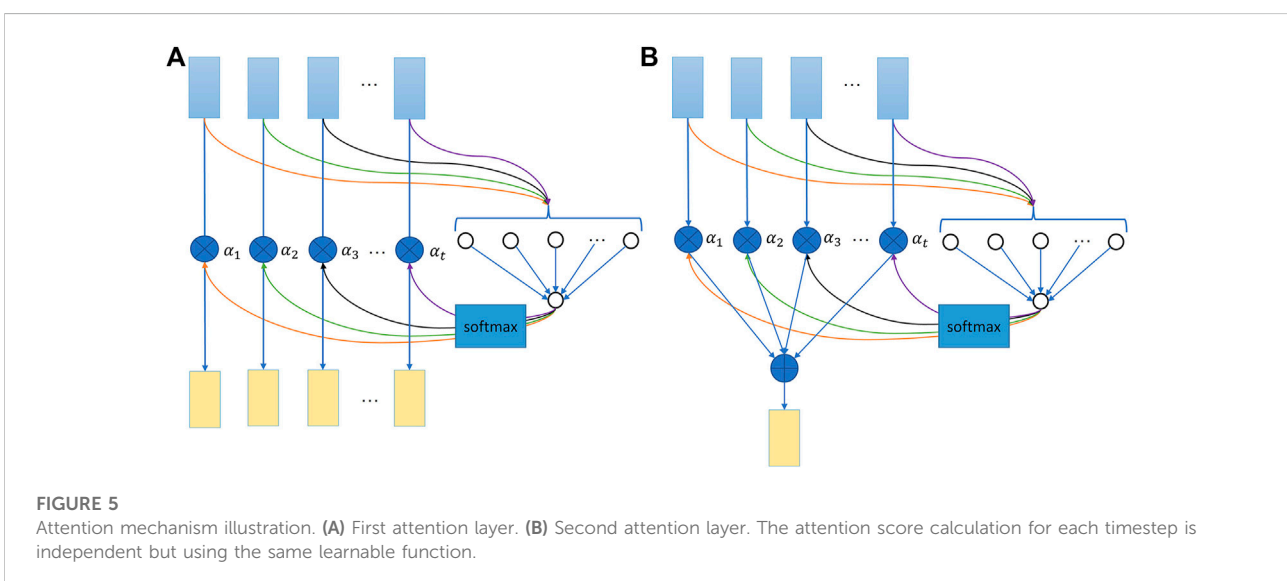 A
B
...
...
α1 α2 α3 ... αt
...
α1 α2 α3 ... αt
...
softmax
softmax
...
FIGURE 5
Attention mechanism illustration. (A) First attention layer. (B) Second attention layer. The attention score calculation for each timestep is
independent but using the same learnable function.